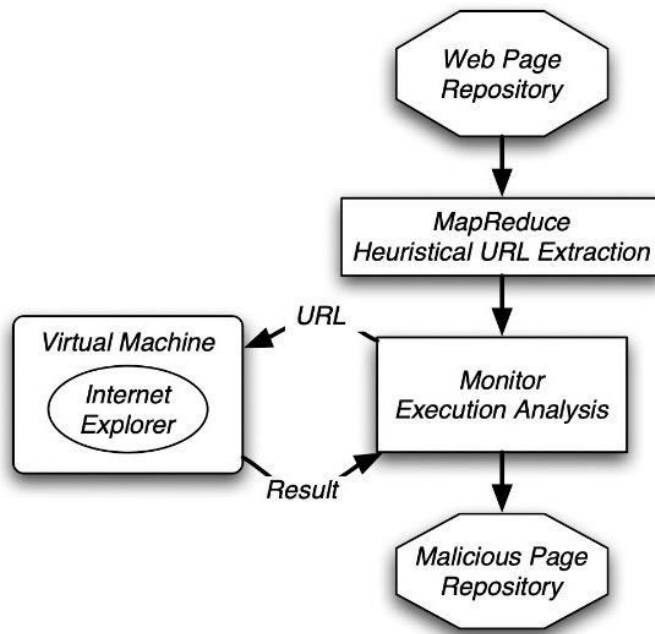 Web Page
Repository
MapReduce
Heuristical URL Extraction
URL
Virtual Machine
Internet
Explorer
Monitor
Execution Analysis
Result
Malicious Page
Repository